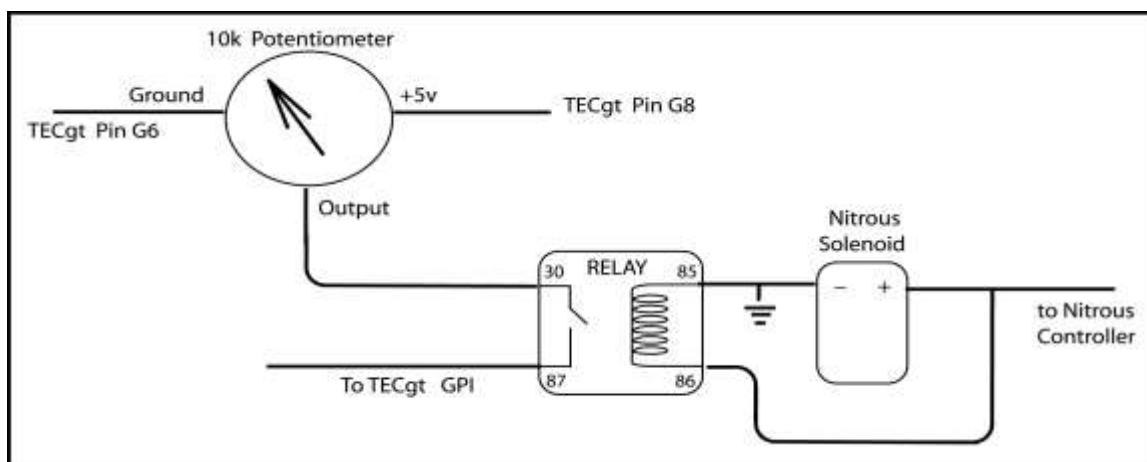 10k Potentiometer
Ground
+5v
TECgt Pin G6
TECgt Pin G8
Output
Nitrous
Solenoid
30
RELAY
85
− +
to Nitrous
Controller
87
86
To TECgt GPI